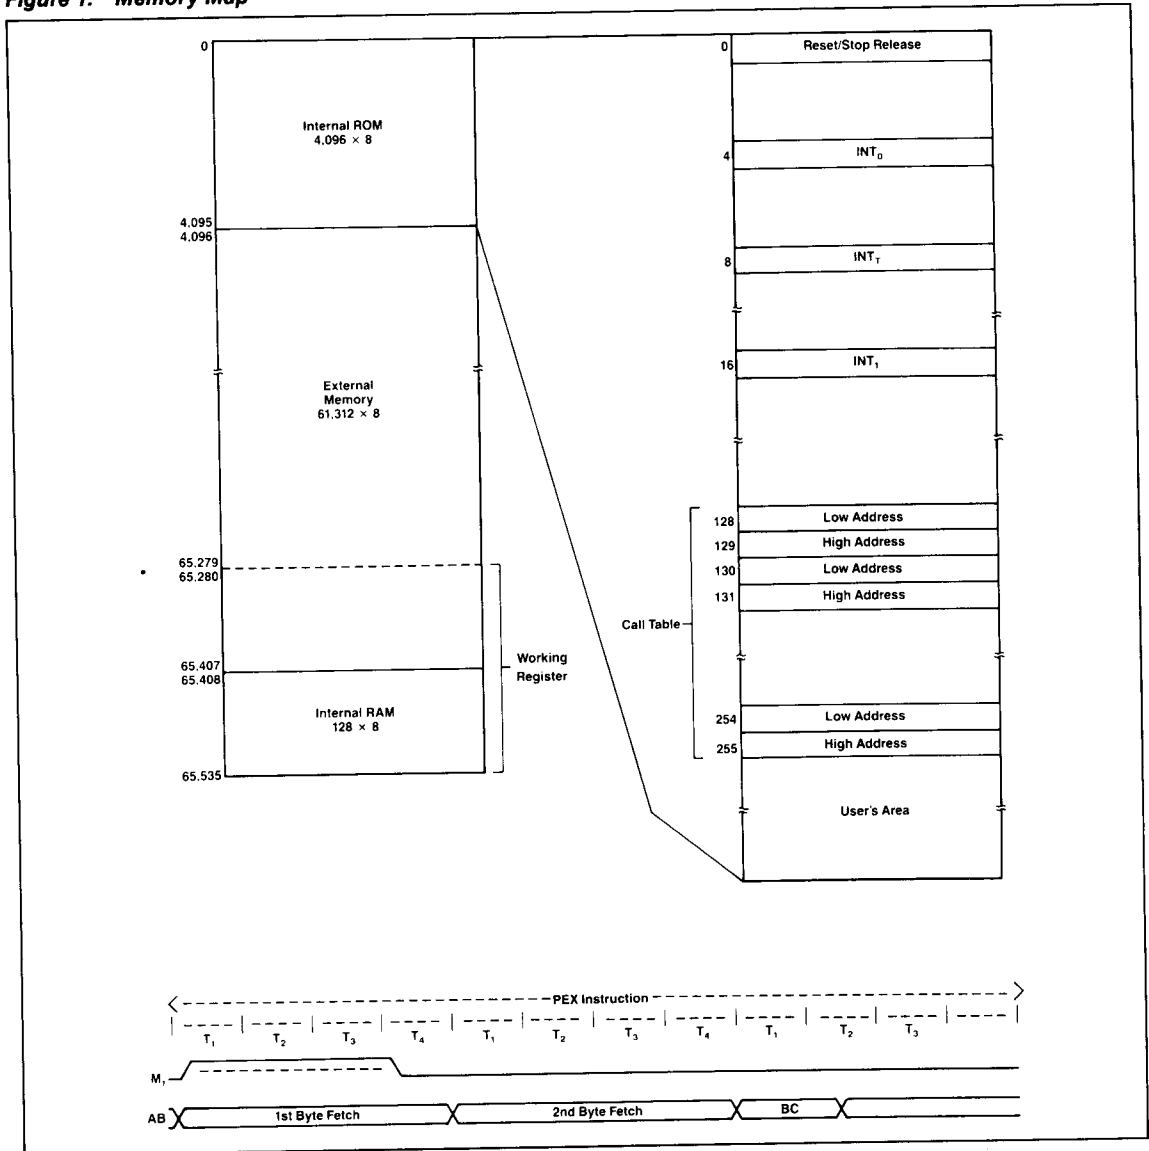 Figure 1. Memory Map
0
Internal ROM
4.096 × 8
4.095
4.096
External
Memory
61.312 × 8
65.279
65.280
65.407
65.408
Working
Register
Internal RAM
128 × 8
65.535
0
Reset/Stop Release
4
INT₀
8
INT_T
16
INT₁
128
Low Address
129
High Address
130
Low Address
131
High Address
Call Table
254
Low Address
255
High Address
User's Area
PEX Instruction
T₁ T₂ T₃ T₄ T₁ T₂ T₃ T₄ T₁ T₂ T₃
M₁
AB 1st Byte Fetch 2nd Byte Fetch BC